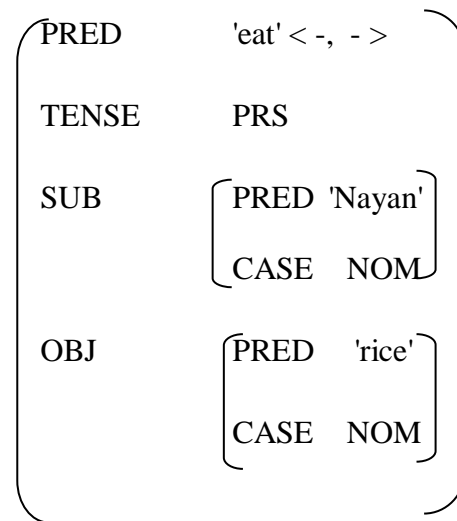 PRED 'eat' < -, - >
TENSE PRS
SUB PRED 'Nayan'
CASE NOM
OBJ PRED 'rice'
CASE NOM